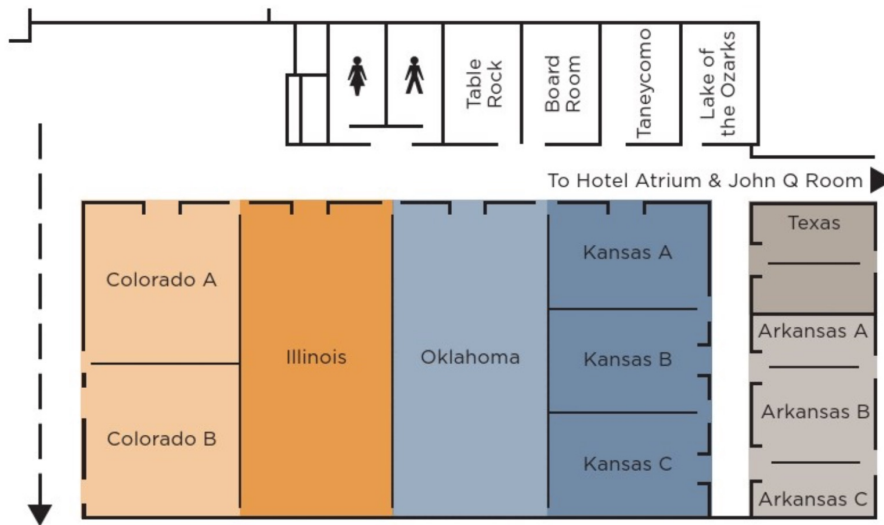 Table
Rock
Board
Room
Taneycomo
Lake of
the Ozarks
To Hotel Atrium & John Q Room
Texas
Colorado A
Kansas A
Illinois
Oklahoma
Kansas B
Arkansas A
Arkansas B
Colorado B
Kansas C
Arkansas C